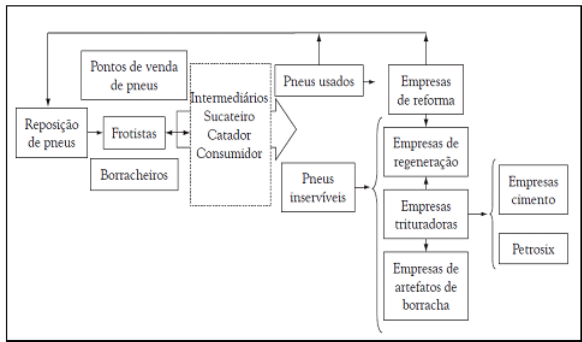 Pontos de venda
de pneus
Reposição
de pneus
Frotistas
Borracheiros
Intermediários
Sucateiro
Catador
Consumidor
Pneus usados
Pneus
inservíveis
Empresas
de reforma
Empresas de
regeneração
Empresas
trituradoras
Empresas de
artefatos de
borracha
Empresas
cimento
Petrosix